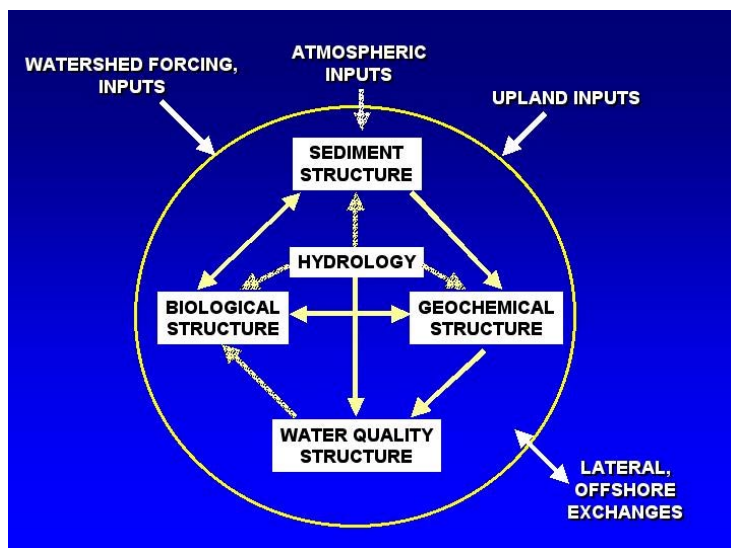 WATERSHED FORCING,
INPUTS
ATMOSPHERIC
INPUTS
UPLAND INPUTS
SEDIMENT
STRUCTURE
HYDROLOGY
BIOLOGICAL
STRUCTURE
GEOCHEMICAL
STRUCTURE
WATER QUALITY
STRUCTURE
LATERAL,
OFFSHORE
EXCHANGES